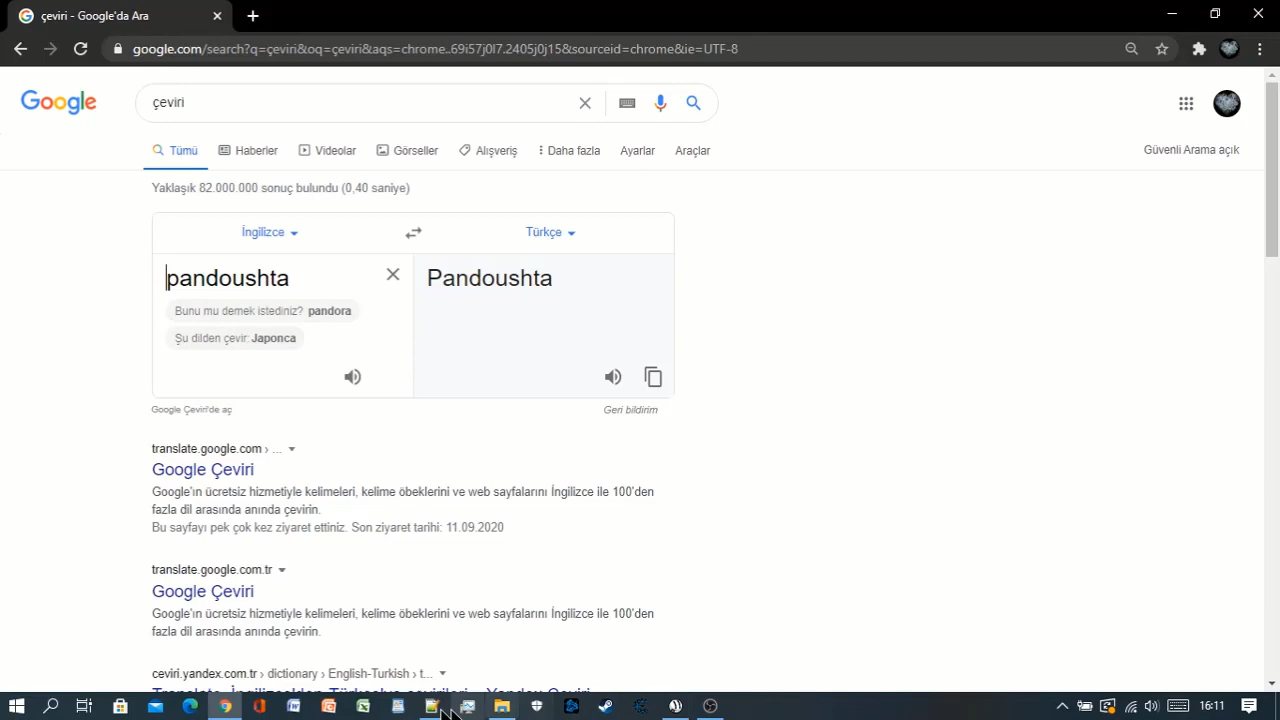 çeviri - Google'da Ara
google.com/search?q=çeviri&oq=çeviri&aqs=chrome..69i57j0l7.2405j0j15&sourceid=chrome&ie=UTF-8
Google
çeviri
Tümü Haberler Videolar Görseller Alışveriş Daha fazla Ayarlar Araçlar
Güvenli Arama açık
Yaklaşık 82.000.000 sonuç bulundu (0,40 saniye)
İngilizce Türkçe
pandoushta Pandoushta
Bunu mu demek istediniz? pandora
Şu dilden çevir: Japonca
Google Çeviri'de aç Geri bildirim
translate.google.com › ...
Google Çeviri
Google'ın ücretsiz hizmetiyle kelimeleri, kelime öbeklerini ve web sayfalarını İngilizce ile 100'den
fazla dil arasında anında çevirin.
Bu sayfayı pek çok kez ziyaret ettiniz. Son ziyaret tarihi: 11.09.2020
translate.google.com.tr
Google Çeviri
Google'ın ücretsiz hizmetiyle kelimeleri, kelime öbeklerini ve web sayfalarını İngilizce ile 100'den
fazla dil arasında anında çevirin.
ceviri.yandex.com.tr › dictionary › English-Turkish › t...
Translate, İngilizceden Türkçeye çevirileri - Yandex Çeviri
16:11